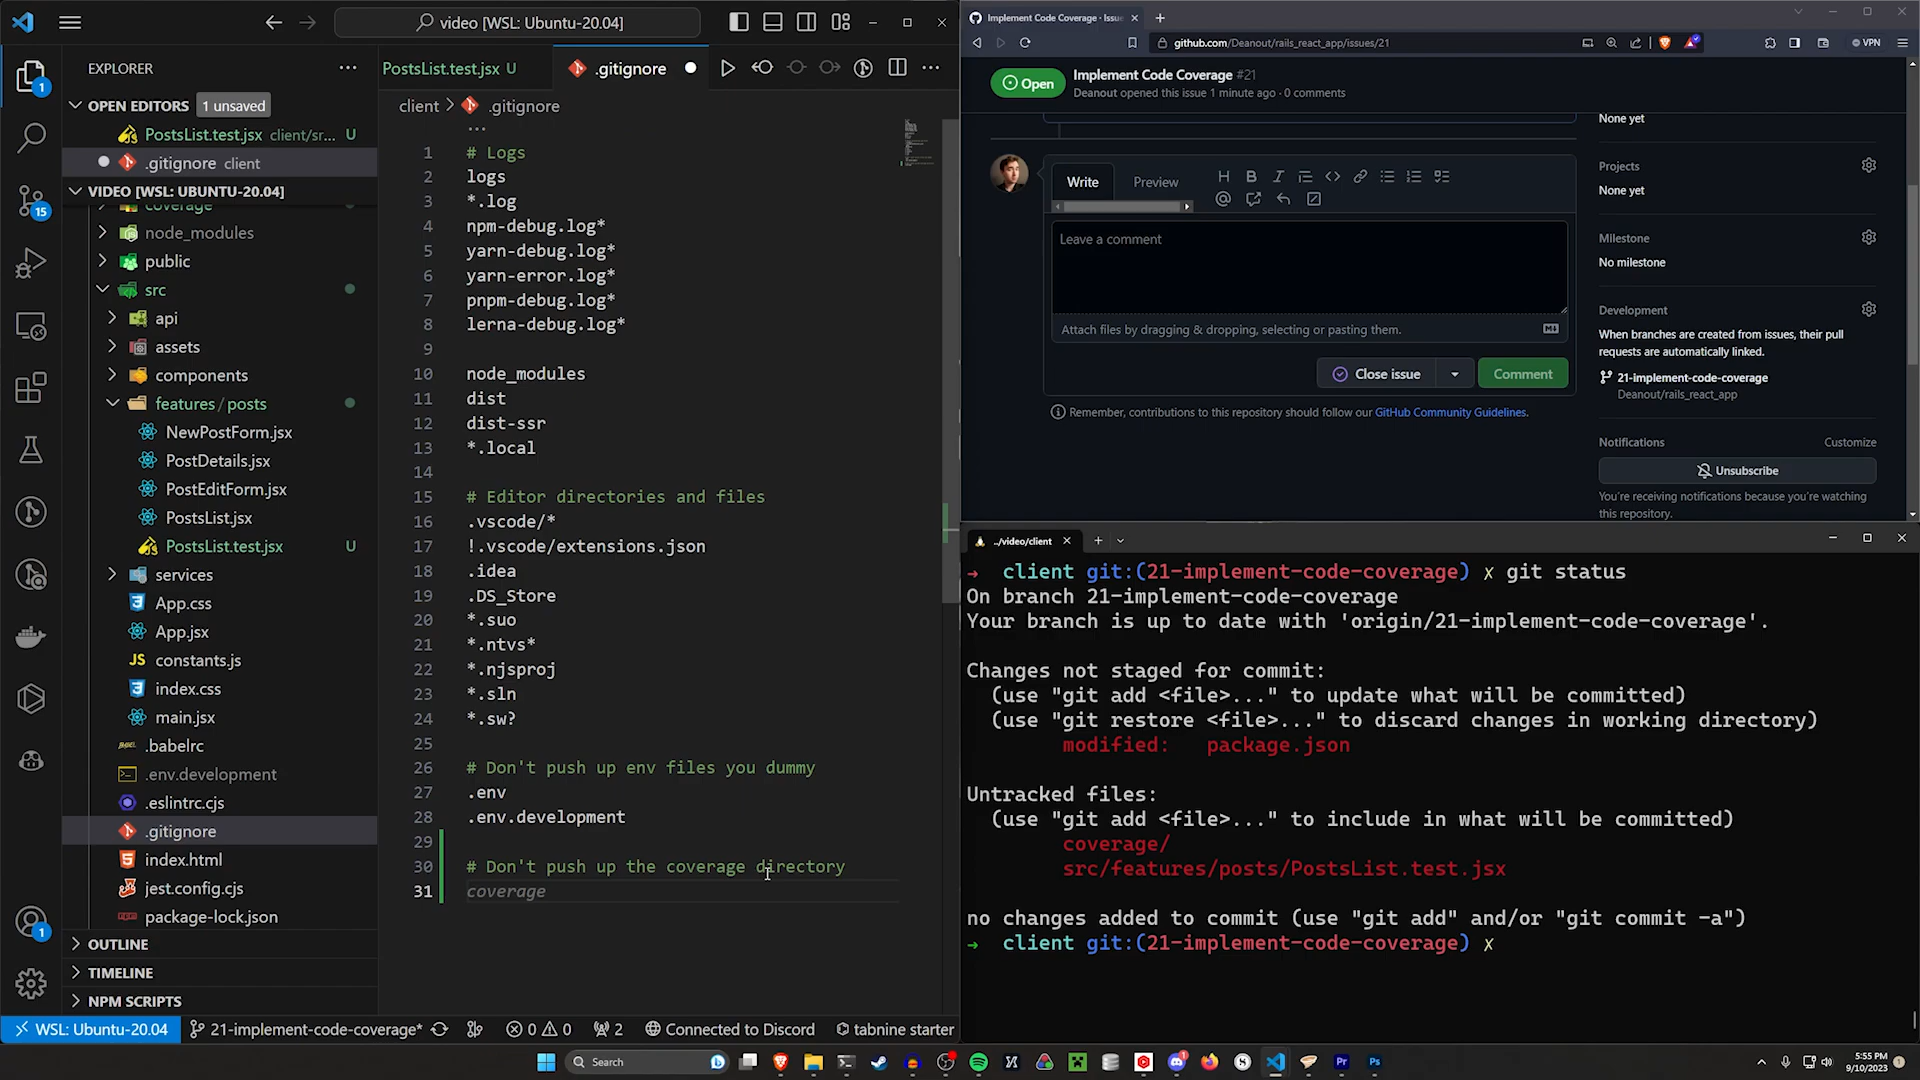 video [WSL: Ubuntu-20.04]
EXPLORER
OPEN EDITORS
1 unsaved
PostsList.test.jsx client/sr... U
.gitignore client
VIDEO [WSL: UBUNTU-20.04]
coverage
node_modules
public
src
api
assets
components
features/posts
NewPostForm.jsx
PostDetails.jsx
PostEditForm.jsx
PostsList.jsx
PostsList.test.jsx U
services
App.css
App.jsx
JS constants.js
index.css
main.jsx
.babelrc
.env.development
.eslintrc.cjs
.gitignore
index.html
jest.config.cjs
package-lock.json
OUTLINE
TIMELINE
NPM SCRIPTS
1
15
1
PostsList.test.jsx U
.gitignore
client > .gitignore
...
1 # Logs
2 logs
3 *.log
4 npm-debug.log*
5 yarn-debug.log*
6 yarn-error.log*
7 pnpm-debug.log*
8 lerna-debug.log*
9
10 node_modules
11 dist
12 dist-ssr
13 *.local
14
15 # Editor directories and files
16 .vscode/*
17 !.vscode/extensions.json
18 .idea
19 .DS_Store
20 *.suo
21 *.ntvs*
22 *.njsproj
23 *.sln
24 *.sw?
25
26 # Don't push up env files you dummy
27 .env
28 .env.development
29
30 # Don't push up the coverage directory
31 coverage
WSL: Ubuntu-20.04
21-implement-code-coverage*
0 0
2
Connected to Discord
tabnine starter
Implement Code Coverage · Issue
github.com/Deanout/rails_react_app/issues/21
VPN
Open
Implement Code Coverage #21
Deanout opened this issue 1 minute ago · 0 comments
Write
Preview
Leave a comment
Attach files by dragging & dropping, selecting or pasting them.
Close issue
Comment
Remember, contributions to this repository should follow our GitHub Community Guidelines.
None yet
Projects
None yet
Milestone
No milestone
Development
When branches are created from issues, their pull
requests are automatically linked.
21-implement-code-coverage
Deanout/rails_react_app
Notifications
Customize
Unsubscribe
You're receiving notifications because you're watching
this repository.
../video/client
→ client git:(21-implement-code-coverage) ✗ git status
On branch 21-implement-code-coverage
Your branch is up to date with 'origin/21-implement-code-coverage'.
Changes not staged for commit:
(use "git add <file>..." to update what will be committed)
(use "git restore <file>..." to discard changes in working directory)
modified: package.json
Untracked files:
(use "git add <file>..." to include in what will be committed)
coverage/
src/features/posts/PostsList.test.jsx
no changes added to commit (use "git add" and/or "git commit -a")
→ client git:(21-implement-code-coverage) ✗
Search
Pr
Ps
5:55 PM
9/10/2023